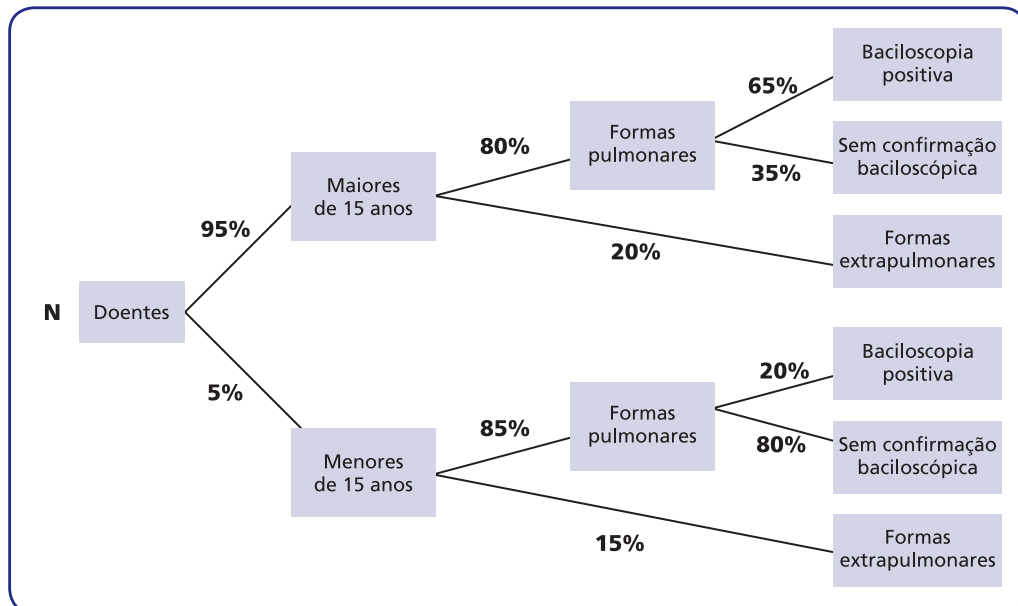 Baciloscopia
positiva
65%
Formas
pulmonares
80%
Sem confirmação
baciloscópica
35%
Maiores
de 15 anos
95%
20%
Formas
extrapulmonares
N
Doentes
5%
Baciloscopia
positiva
20%
Formas
pulmonares
85%
80%
Sem confirmação
baciloscópica
Menores
de 15 anos
15%
Formas
extrapulmonares